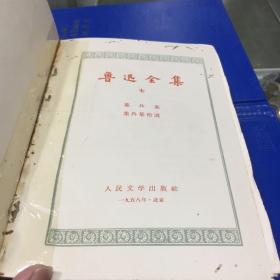 鲁迅全集
七
集外集
集外集拾遗
人民文学出版社
一九五八年·北京